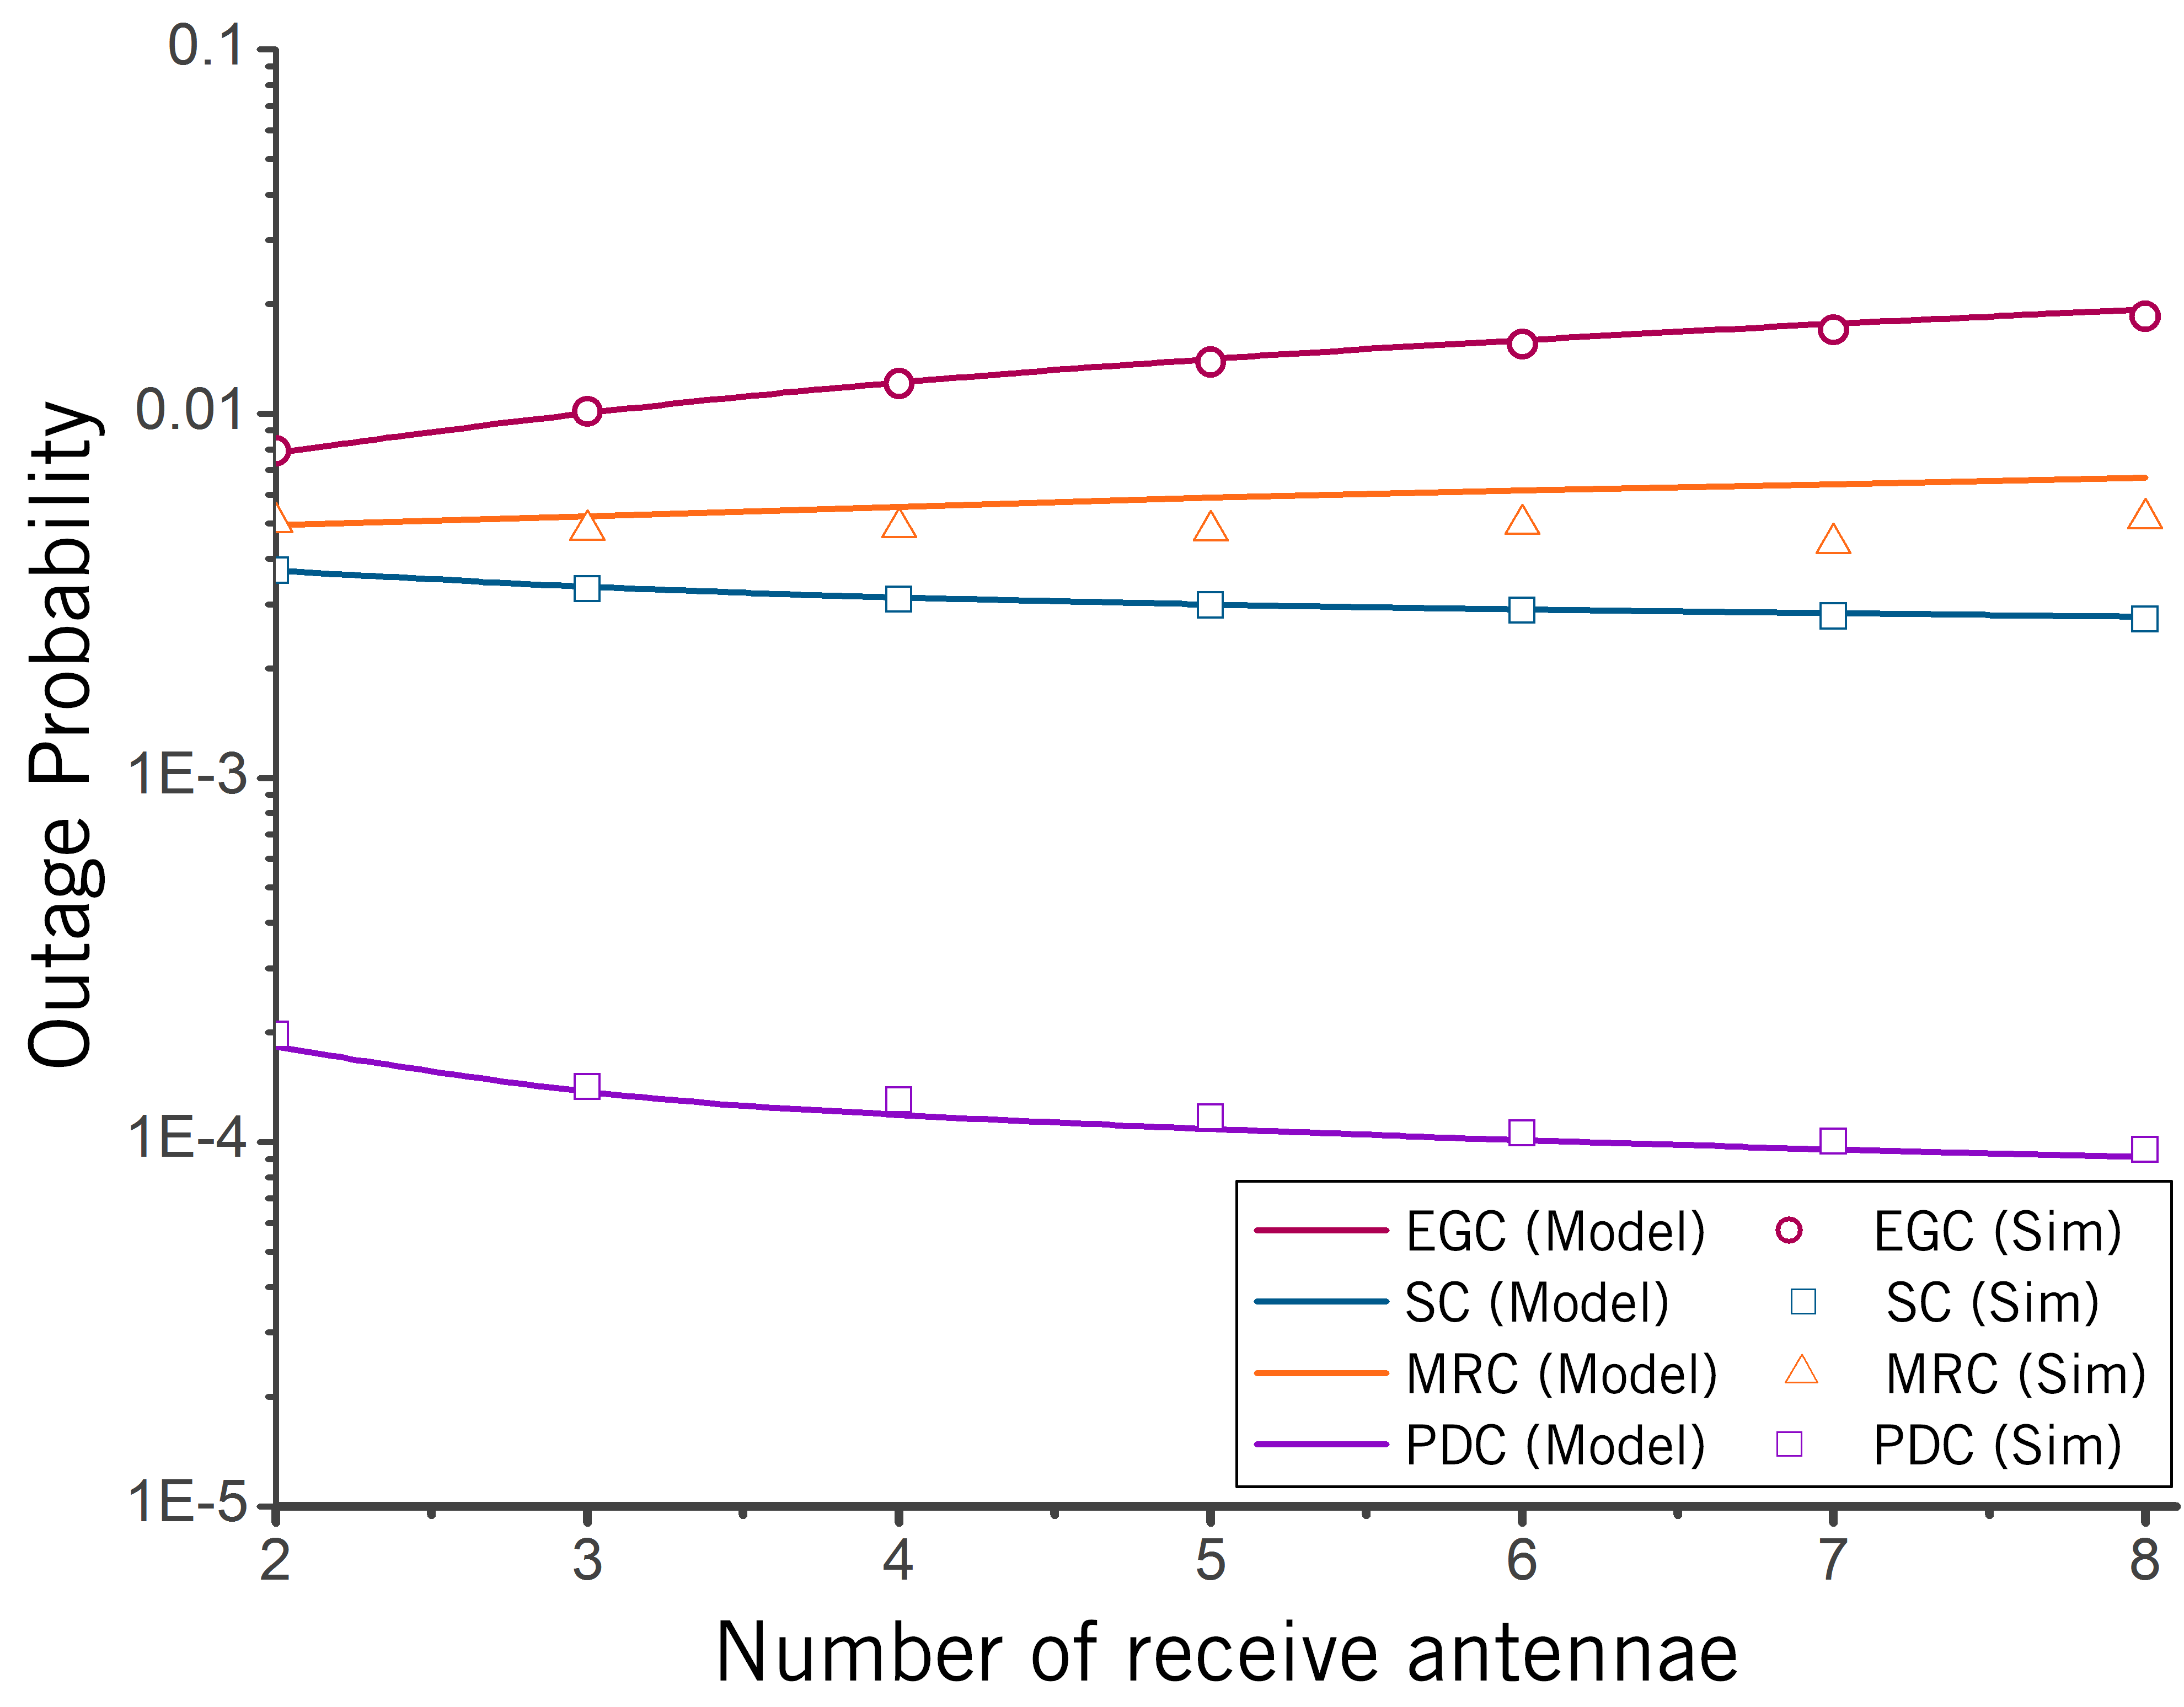 0.1
0.01
1E-3
1E-4
1E-5
Outage Probability
2 3 4 5 6 7 8
Number of receive antennae
EGC (Model) EGC (Sim)
SC (Model) SC (Sim)
MRC (Model) MRC (Sim)
PDC (Model) PDC (Sim)